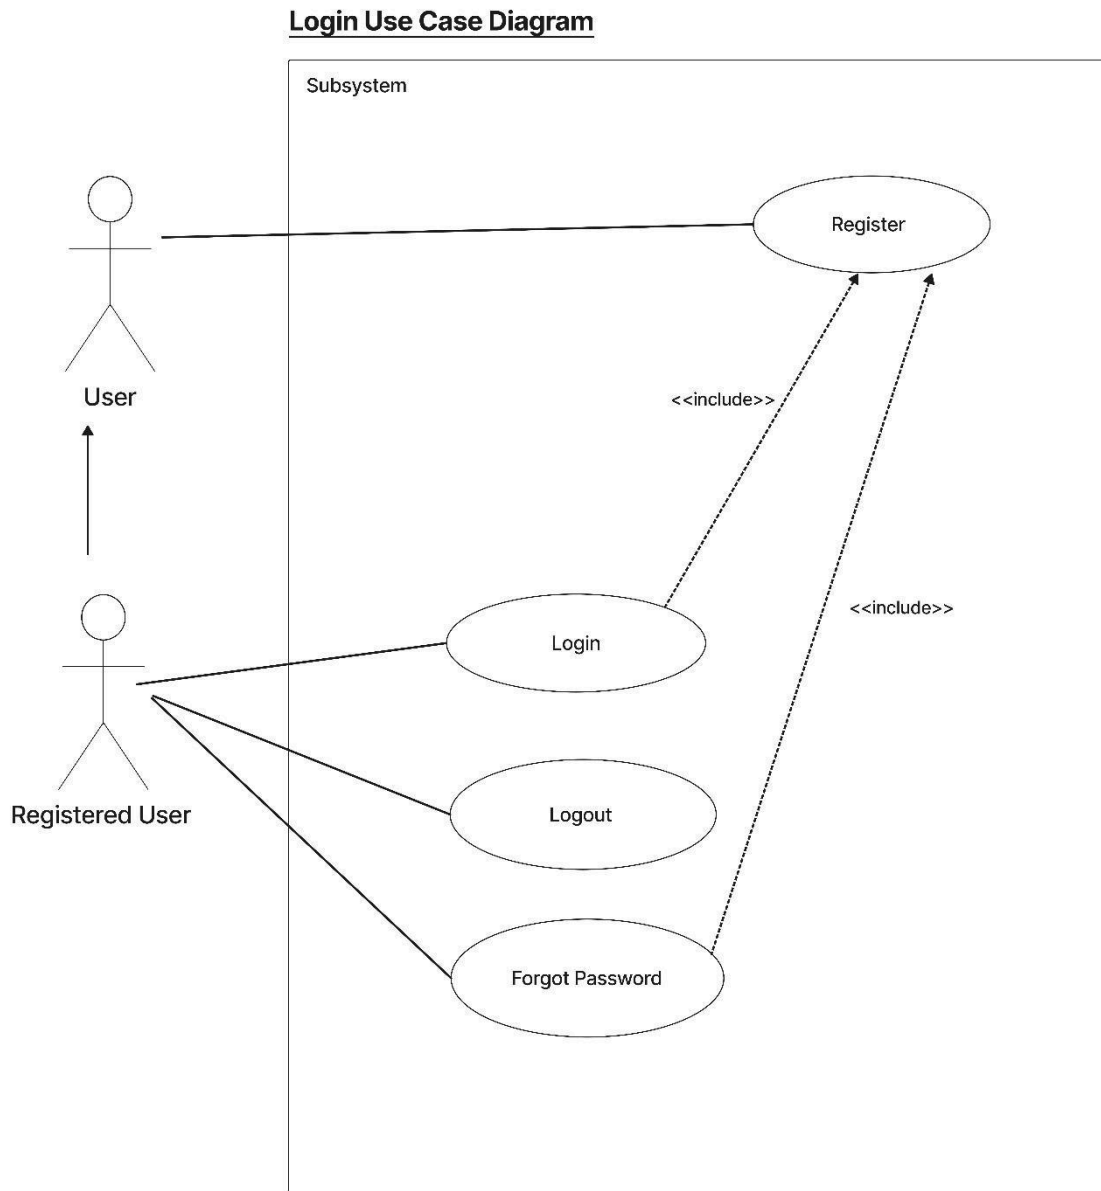 Login Use Case Diagram
Subsystem
Register
User
<<include>>
<<include>>
Login
Registered User
Logout
Forgot Password